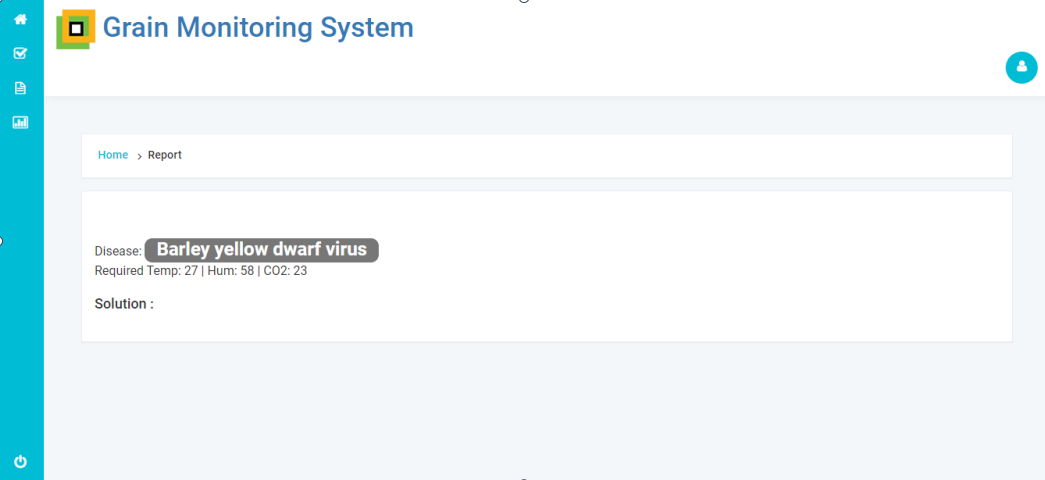 Grain Monitoring System
Home > Report
Disease: Barley yellow dwarf virus
Required Temp: 27 | Hum: 58 | CO2: 23
Solution :